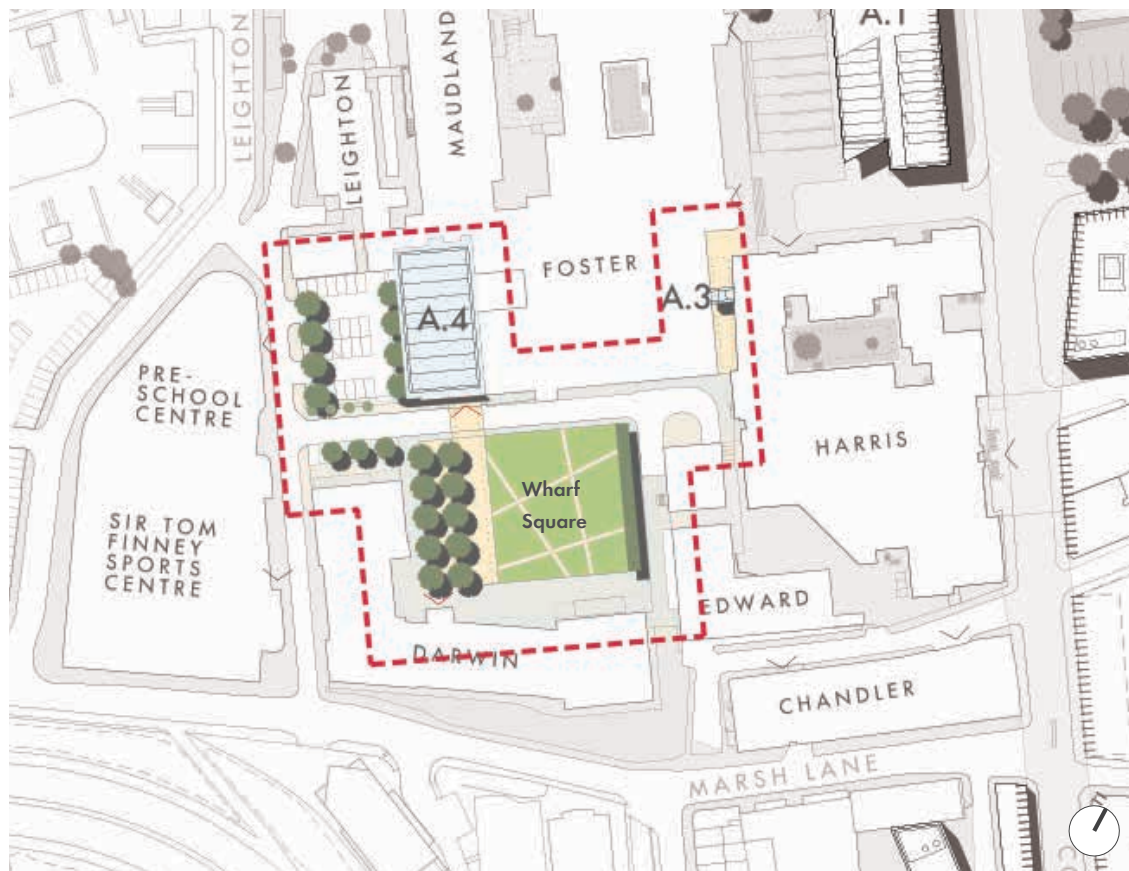 A.1
LEIGHTON
LEIGHTON
MAUDLAND
FOSTER
A.3
A.4
PRE-
SCHOOL
CENTRE
HARRIS
Wharf
Square
SIR TOM
FINNEY
SPORTS
CENTRE
EDWARD
DARWIN
CHANDLER
MARSH LANE